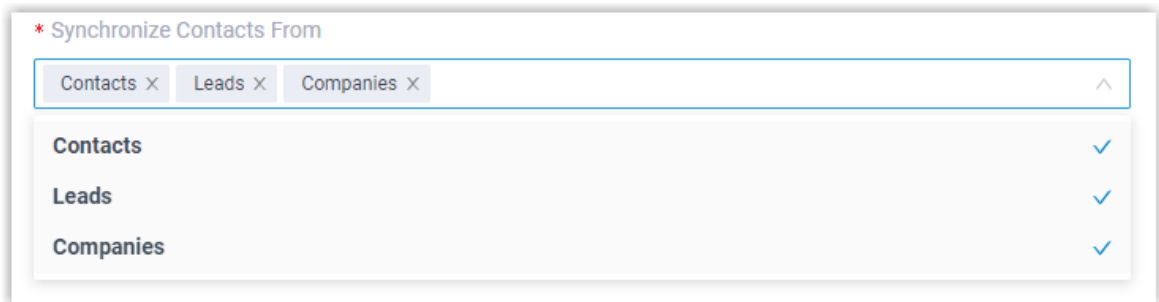 * Synchronize Contacts From
Contacts × Leads × Companies ×
Contacts
Leads
Companies